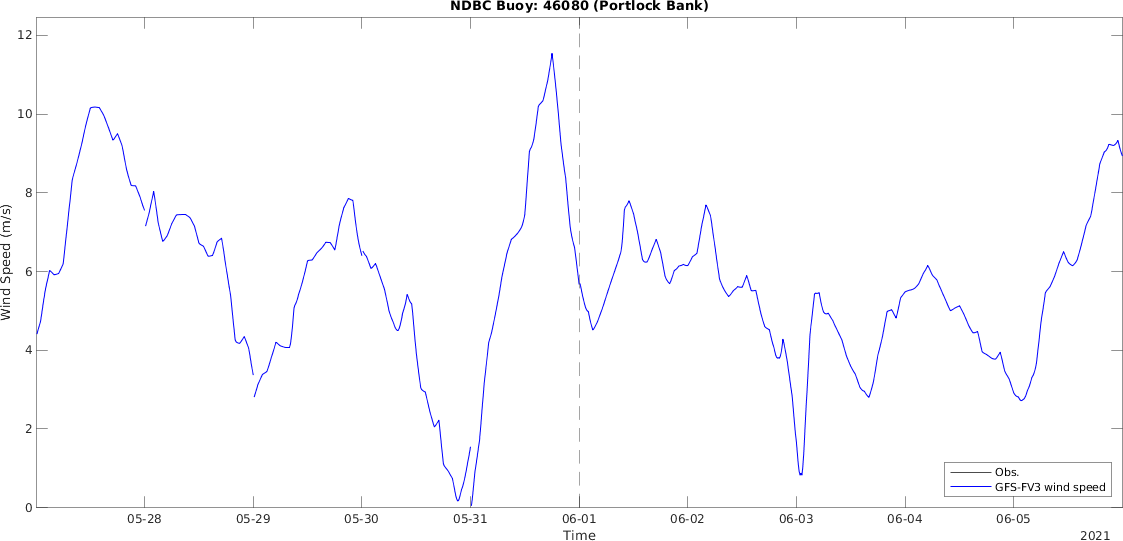 NDBC Buoy: 46080 (Portlock Bank)
Wind Speed (m/s)
12
10
8
6
4
2
0
05-28 05-29 05-30 05-31 06-01 06-02 06-03 06-04 06-05
Time
2021
Obs.
GFS-FV3 wind speed